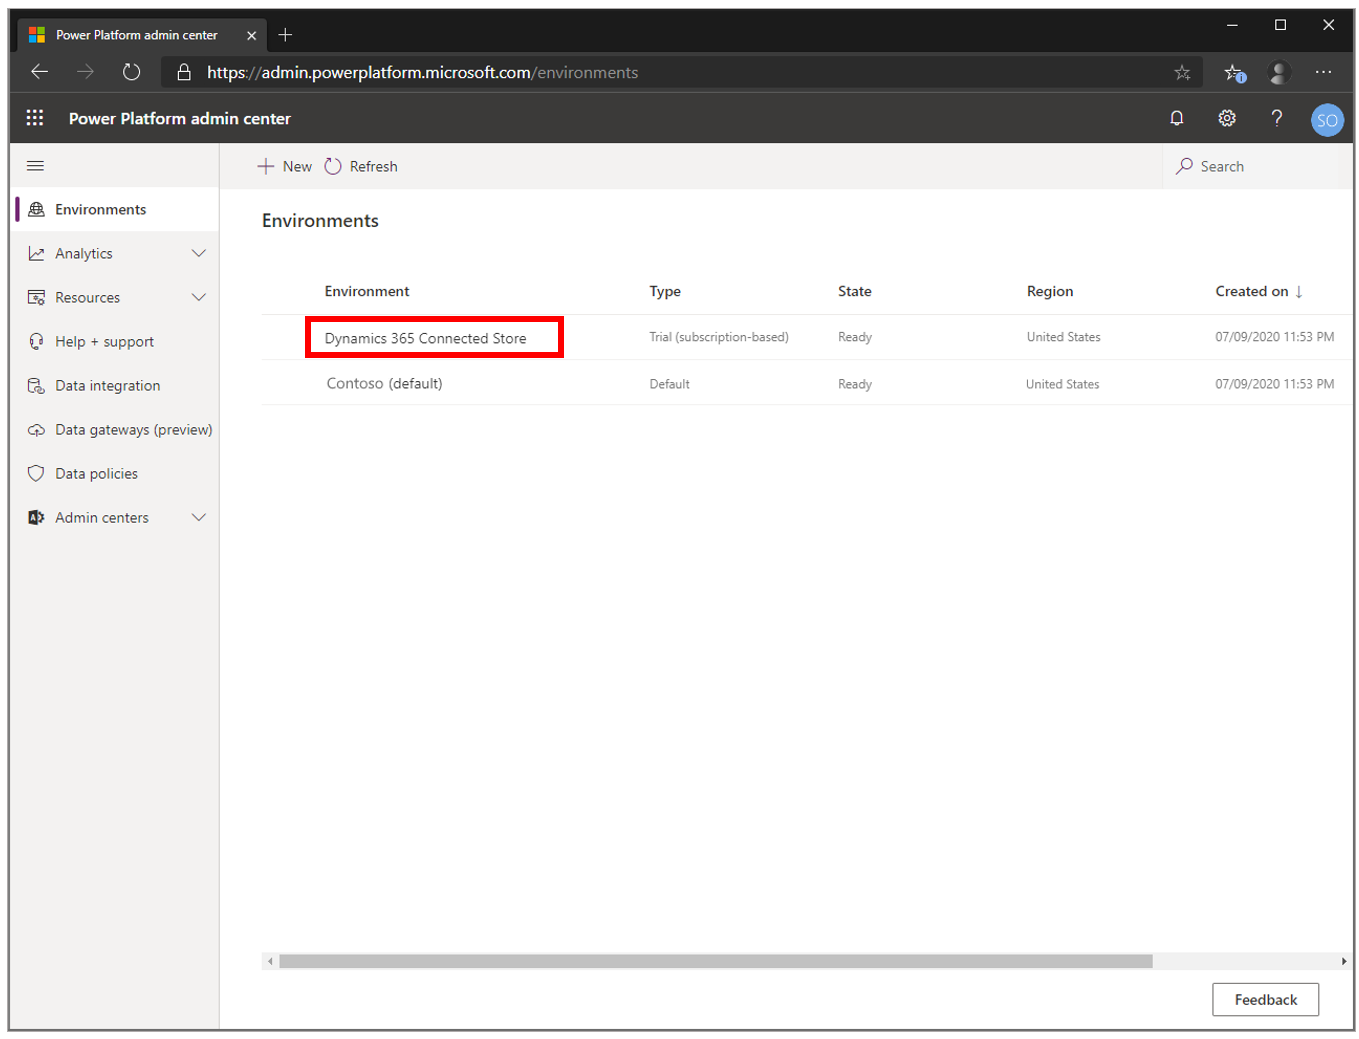 Power Platform admin center
https://admin.powerplatform.microsoft.com/environments
Power Platform admin center
? SO
New Refresh Search
Environments
Analytics
Resources
Help + support
Data integration
Data gateways (preview)
Data policies
Admin centers
Environments
Environment Type State Region Created on ↓
Dynamics 365 Connected Store Trial (subscription-based) Ready United States 07/09/2020 11:53 PM
Contoso (default) Default Ready United States 07/09/2020 11:53 PM
Feedback